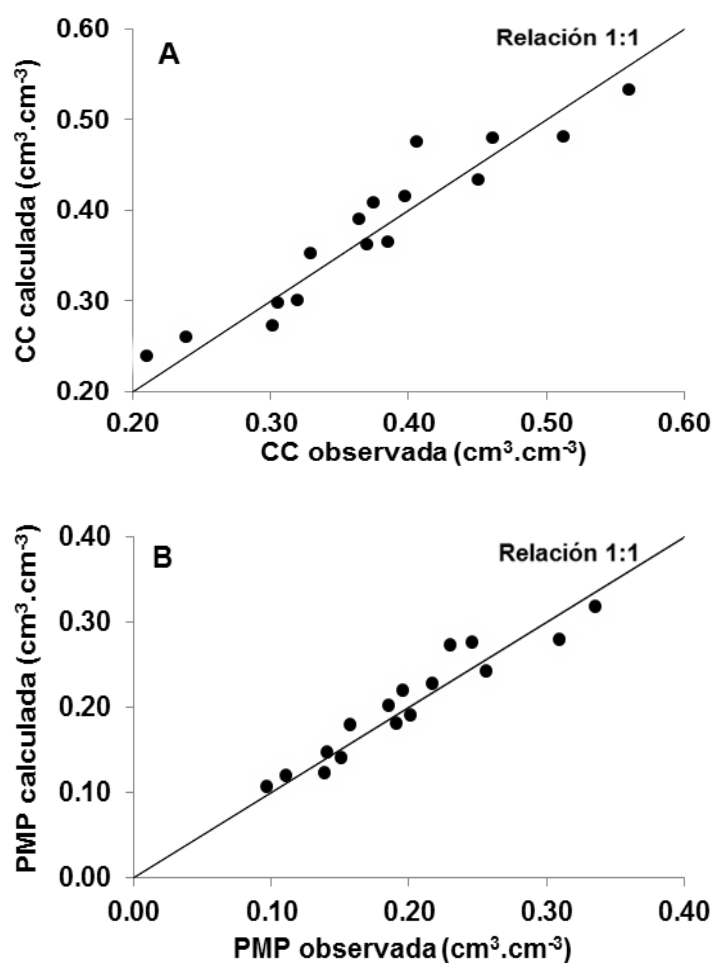 A
Relación 1:1
CC calculada (cm³.cm⁻³)
0.60
0.50
0.40
0.30
0.20
0.20 0.30 0.40 0.50 0.60
CC observada (cm³.cm⁻³)
B
Relación 1:1
PMP calculada (cm³.cm⁻³)
0.40
0.30
0.20
0.10
0.00
0.00 0.10 0.20 0.30 0.40
PMP observada (cm³.cm⁻³)